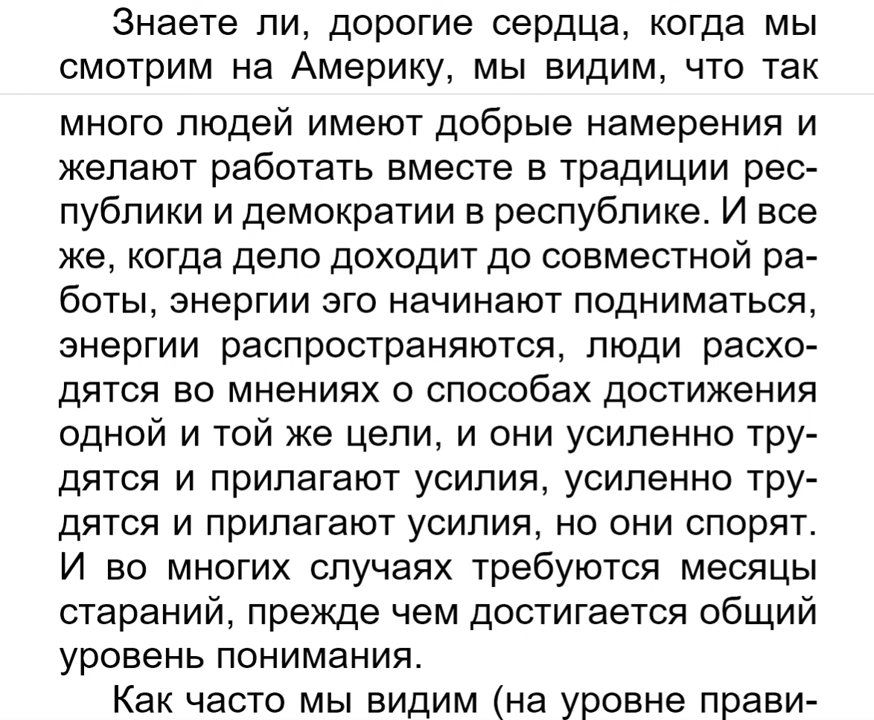 Знаете ли, дорогие сердца, когда мы
смотрим на Америку, мы видим, что так
много людей имеют добрые намерения и
желают работать вместе в традиции рес-
публики и демократии в республике. И все
же, когда дело доходит до совместной ра-
боты, энергии эго начинают подниматься,
энергии распространяются, люди расхо-
дятся во мнениях о способах достижения
одной и той же цели, и они усиленно тру-
дятся и прилагают усилия, усиленно тру-
дятся и прилагают усилия, но они спорят.
И во многих случаях требуются месяцы
стараний, прежде чем достигается общий
уровень понимания.
Как часто мы видим (на уровне прави-